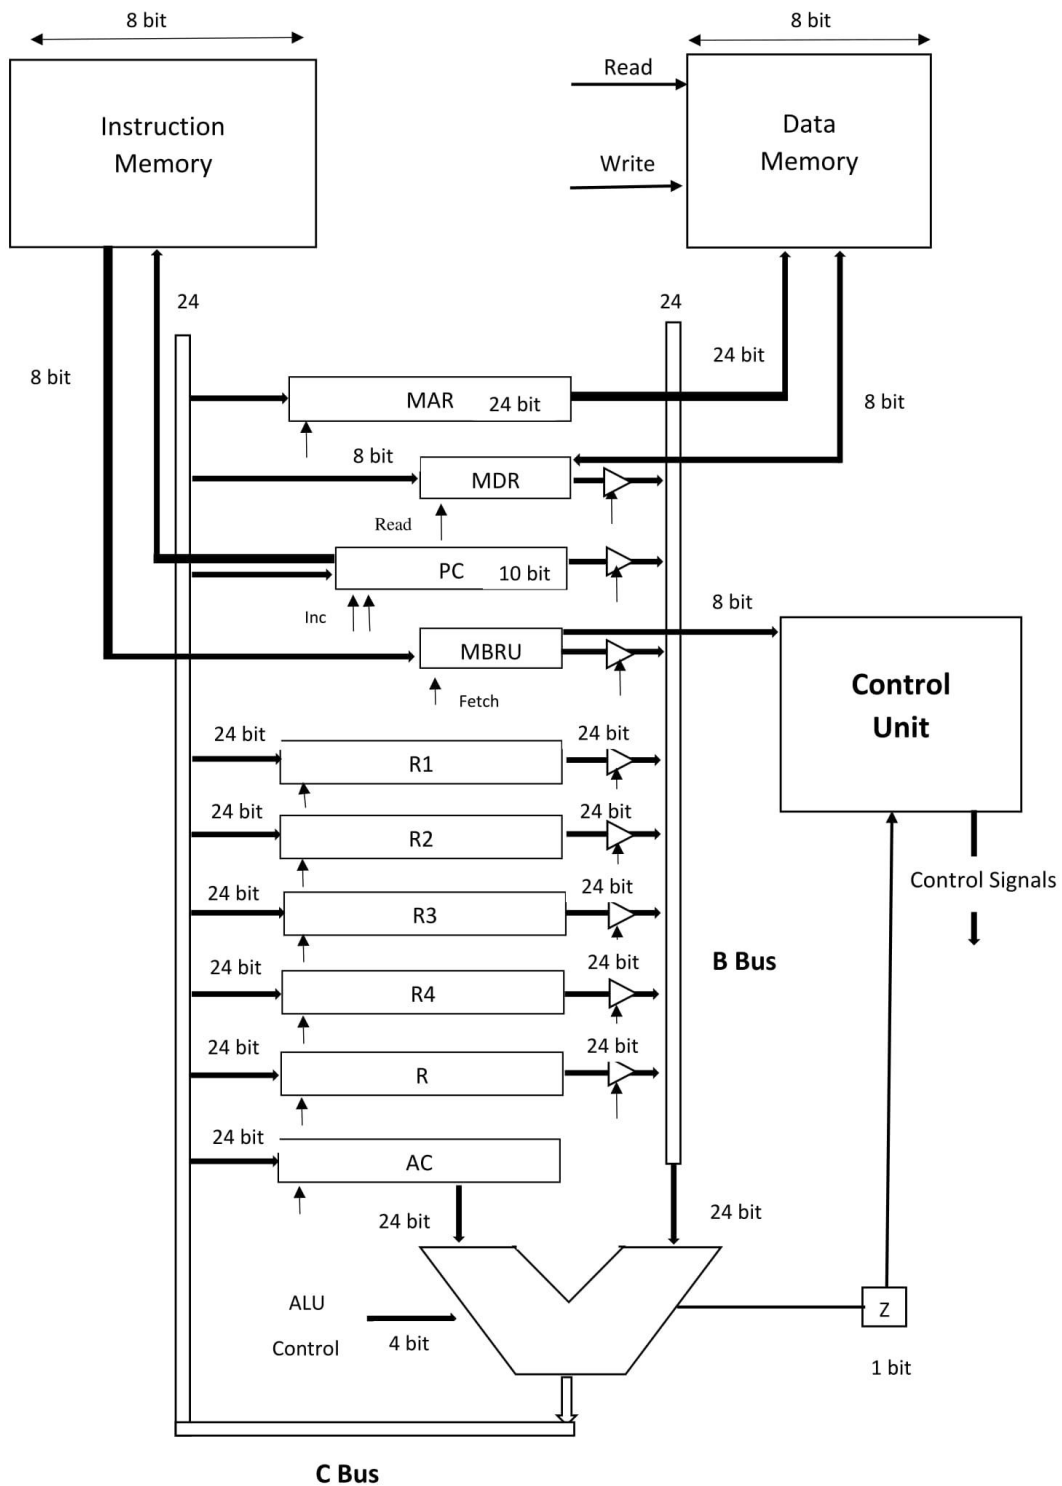 8 bit
8 bit
Instruction
Memory
Read
Write
Data
Memory
24
24
8 bit
24 bit
MAR
24 bit
8 bit
8 bit
MDR
Read
PC
10 bit
Inc
8 bit
MBRU
Fetch
Control
Unit
24 bit
R1
24 bit
24 bit
R2
24 bit
Control Signals
24 bit
R3
24 bit
B Bus
24 bit
R4
24 bit
24 bit
R
24 bit
24 bit
AC
24 bit
24 bit
ALU
Control
4 bit
Z
1 bit
C Bus